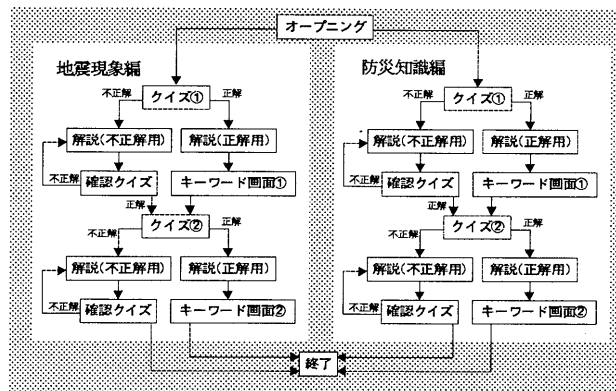 オープニング
地震現象編
クイズ①
不正解
正解
解説(不正解用)
解説(正解用)
不正解
確認クイズ
キーワード画面①
正解
クイズ②
不正解
正解
解説(不正解用)
解説(正解用)
不正解
確認クイズ
キーワード画面②
防災知識編
クイズ①
不正解
正解
解説(不正解用)
解説(正解用)
不正解
確認クイズ
キーワード画面①
正解
クイズ②
不正解
正解
解説(不正解用)
解説(正解用)
不正解
確認クイズ
キーワード画面②
終了